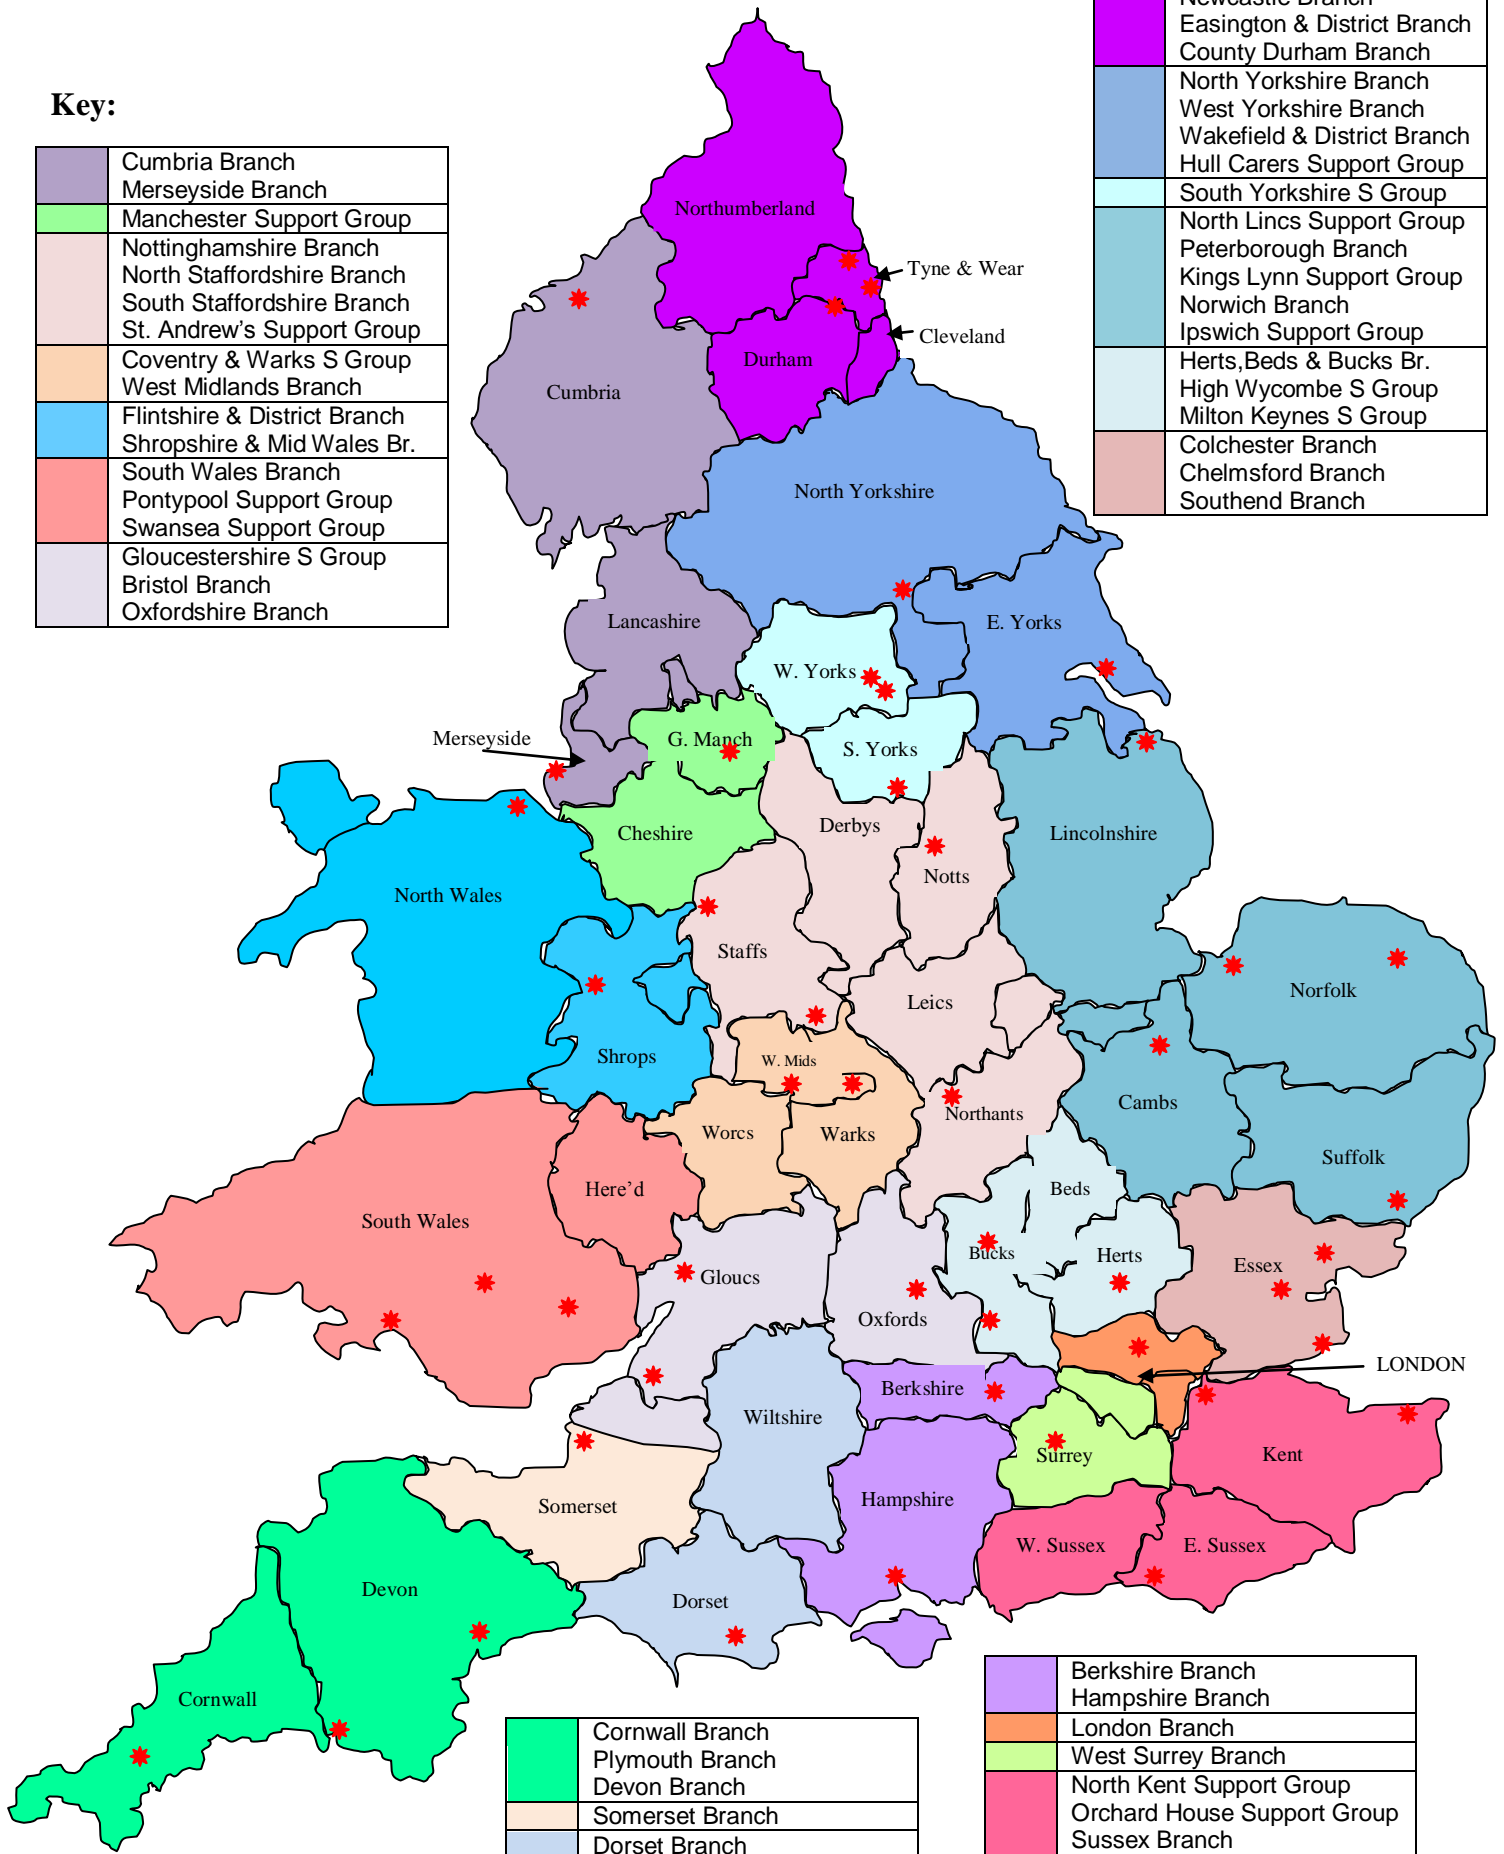 Key:
Cumbria Branch
Merseyside Branch
Manchester Support Group
Nottinghamshire Branch
North Staffordshire Branch
South Staffordshire Branch
St. Andrew’s Support Group
Coventry & Warks S Group
West Midlands Branch
Flintshire & District Branch
Shropshire & Mid Wales Br.
South Wales Branch
Pontypool Support Group
Swansea Support Group
Gloucestershire S Group
Bristol Branch
Oxfordshire Branch
Newcastle Branch
Easington & District Branch
County Durham Branch
North Yorkshire Branch
West Yorkshire Branch
Wakefield & District Branch
Hull Carers Support Group
South Yorkshire S Group
North Lincs Support Group
Peterborough Branch
Kings Lynn Support Group
Norwich Branch
Ipswich Support Group
Herts,Beds & Bucks Br.
High Wycombe S Group
Milton Keynes S Group
Colchester Branch
Chelmsford Branch
Southend Branch
Northumberland
Tyne & Wear
Cleveland
Durham
Cumbria
North Yorkshire
Lancashire
E. Yorks
W. Yorks
Merseyside
G. Manch
S. Yorks
Cheshire
Derbys
Lincolnshire
Notts
North Wales
Staffs
Leics
Norfolk
Shrops
W. Mids
Cambs
Northants
Worcs
Warks
Suffolk
Here’d
Beds
South Wales
Bucks
Herts
Essex
Gloucs
Oxfords
LONDON
Berkshire
Wiltshire
Surrey
Kent
Hampshire
Somerset
W. Sussex
E. Sussex
Devon
Dorset
Cornwall
Cornwall Branch
Plymouth Branch
Devon Branch
Somerset Branch
Dorset Branch
Berkshire Branch
Hampshire Branch
London Branch
West Surrey Branch
North Kent Support Group
Orchard House Support Group
Sussex Branch